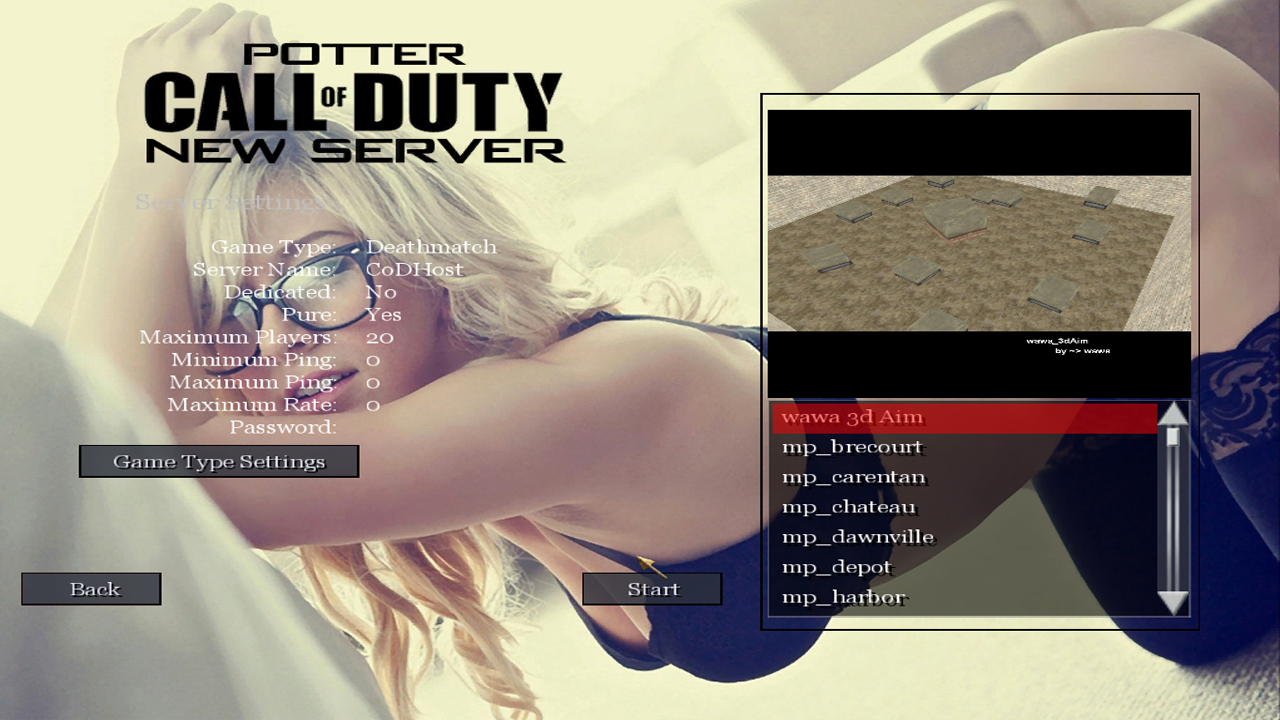 POTTER
CALL OF DUTY
NEW SERVER
Server Settings
Game Type: Deathmatch
Server Name: CoDHost
Dedicated: No
Pure: Yes
Maximum Players: 20
Minimum Ping: 0
Maximum Ping: 0
Maximum Rate: 0
Password:
Game Type Settings
Back
Start
wawa_3dAim
by ~> wawa
wawa 3d Aim
mp_brecourt
mp_carentan
mp_chateau
mp_dawnville
mp_depot
mp_harbor